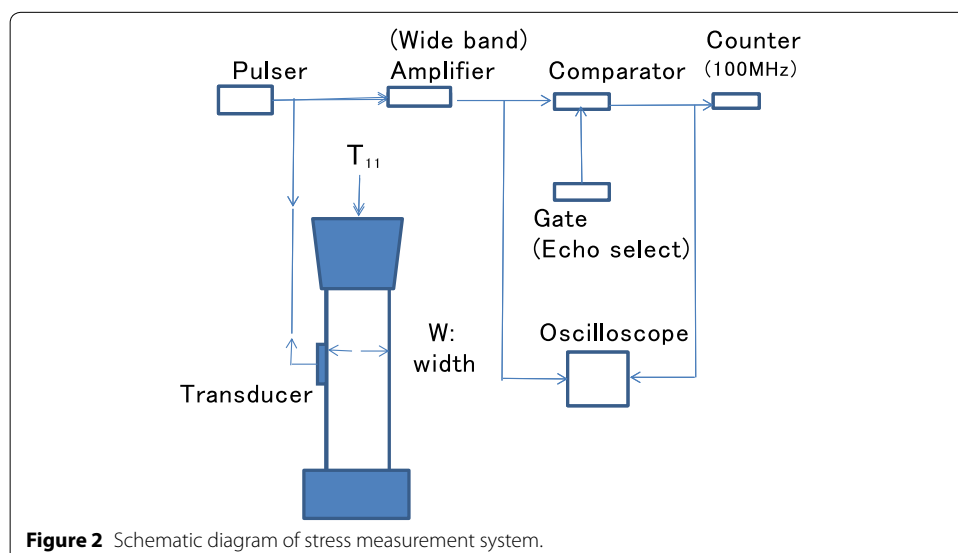 (Wide band)
Pulser
Amplifier
Comparator
Counter
(100MHz)
T₁₁
Gate
(Echo select)
W:
width
Oscilloscope
Transducer
Figure 2 Schematic diagram of stress measurement system.